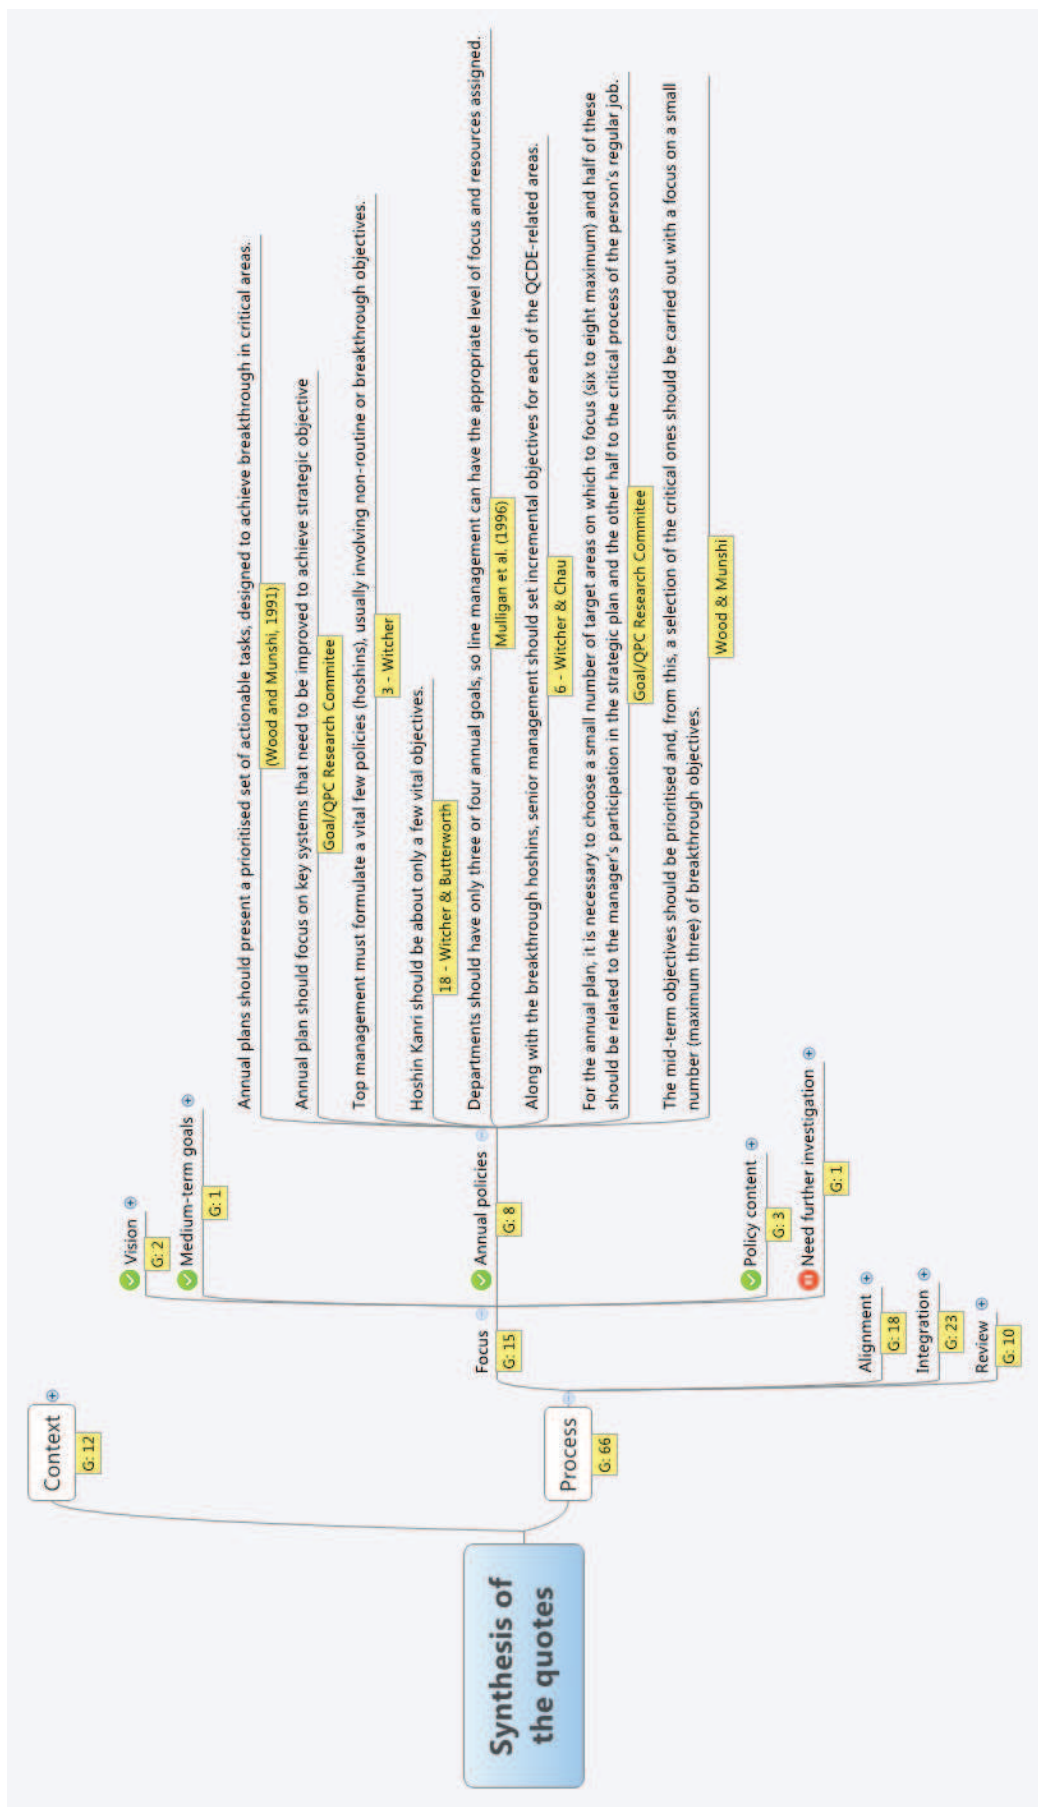 Synthesis of
the quotes
Context
G: 12
Process
G: 66
Focus
G: 15
Vision
G: 2
Medium-term goals
G: 1
Annual policies
G: 8
Annual plans should present a prioritised set of actionable tasks, designed to achieve breakthrough in critical areas.
(Wood and Munshi, 1991)
Annual plan should focus on key systems that need to be improved to achieve strategic objective
Goal/QPC Research Commitee
Top management must formulate a vital few policies (hoshins), usually involving non-routine or breakthrough objectives.
3 - Witcher
Hoshin Kanri should be about only a few vital objectives.
18 - Witcher & Butterworth
Departments should have only three or four annual goals, so line management can have the appropriate level of focus and resources assigned.
Mulligan et al. (1996)
Along with the breakthrough hoshins, senior management should set incremental objectives for each of the QCDE-related areas.
6 - Witcher & Chau
For the annual plan, it is necessary to choose a small number of target areas on which to focus (six to eight maximum) and half of these
should be related to the manager's participation in the strategic plan and the other half to the critical process of the person's regular job.
Goal/QPC Research Commitee
The mid-term objectives should be prioritised and, from this, a selection of the critical ones should be carried out with a focus on a small
number (maximum three) of breakthrough objectives.
Wood & Munshi
Policy content
G: 3
Need further investigation
G: 1
Alignment
G: 18
Integration
G: 23
Review
G: 10